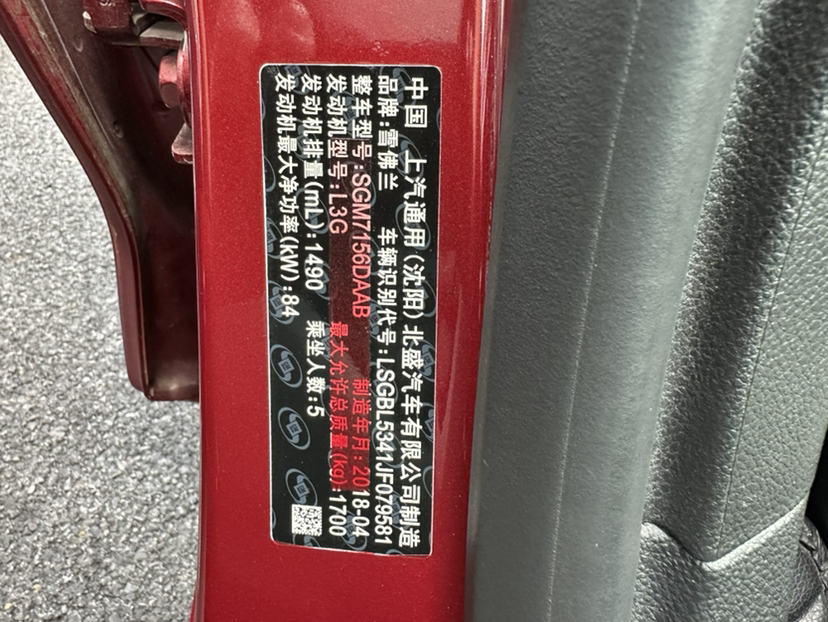 中国 上汽通用(沈阳)北盛汽车有限公司制造
品牌:雪佛兰 车辆识别代号:LSGBL5341JF079581
整车型号:SGM7156DAAB 制造年月:2018-04
发动机型号:L3G 最大允许总质量(kg):1700
发动机排量(mL):1490 乘坐人数:5
发动机最大净功率(kW):84